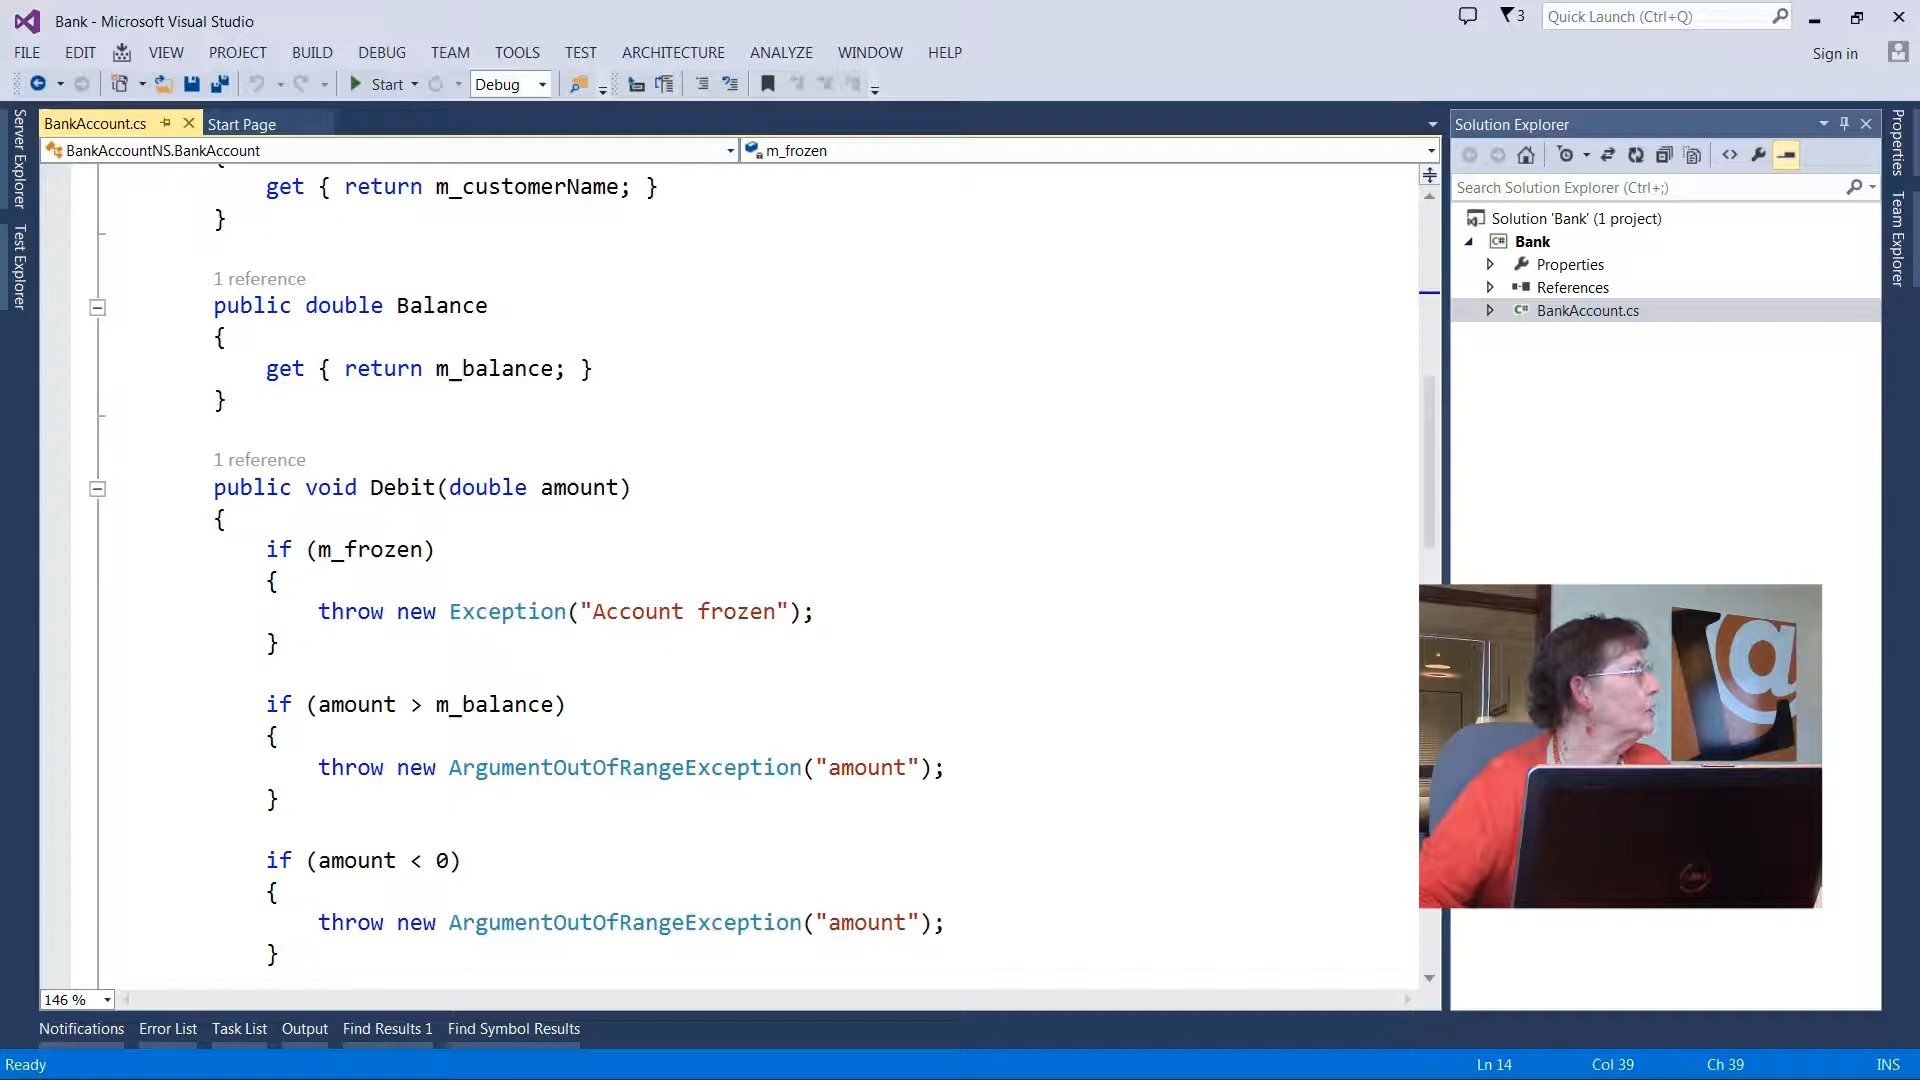 Bank - Microsoft Visual Studio
3
Quick Launch (Ctrl+Q)
FILE EDIT VIEW PROJECT BUILD DEBUG TEAM TOOLS TEST ARCHITECTURE ANALYZE WINDOW HELP
Sign in
Start
Debug
Server Explorer
Test Explorer
BankAccount.cs
Start Page
BankAccountNS.BankAccount
m_frozen
{
get { return m_customerName; }
}
1 reference
public double Balance
{
get { return m_balance; }
}
1 reference
public void Debit(double amount)
{
if (m_frozen)
{
throw new Exception("Account frozen");
}
if (amount > m_balance)
{
throw new ArgumentOutOfRangeException("amount");
}
if (amount < 0)
{
throw new ArgumentOutOfRangeException("amount");
}
146 %
Solution Explorer
Search Solution Explorer (Ctrl+;)
Solution 'Bank' (1 project)
C# Bank
Properties
References
C# BankAccount.cs
Properties
Team Explorer
@
DELL
Notifications Error List Task List Output Find Results 1 Find Symbol Results
Ready
Ln 14 Col 39 Ch 39 INS